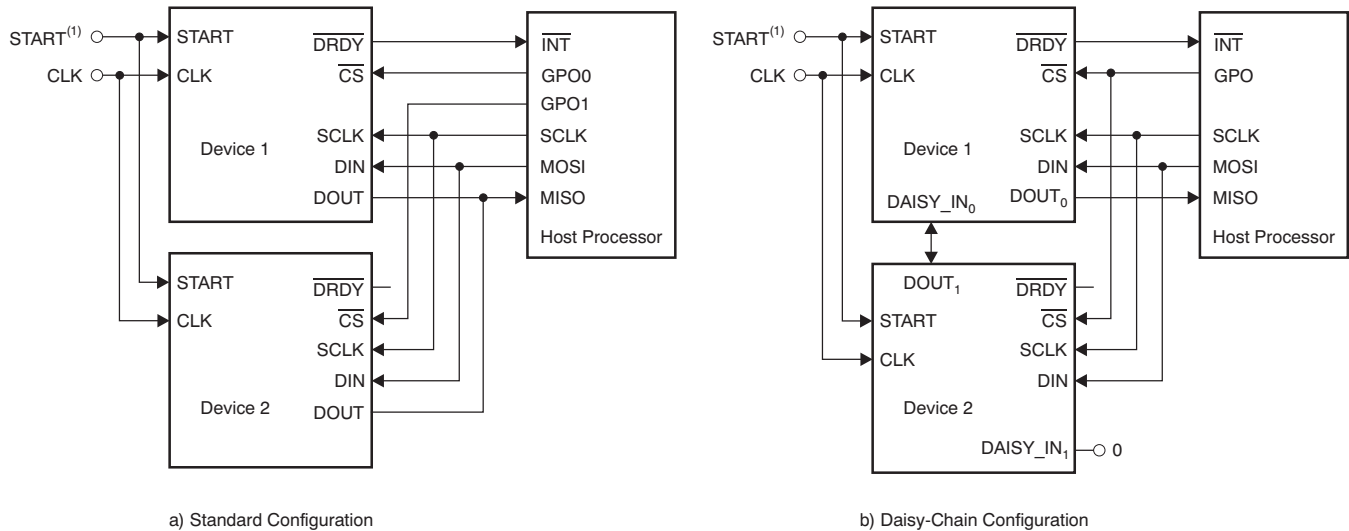 START(1)
CLK
START
CLK
Device 1
DRDY
CS
SCLK
DIN
DOUT
INT
GPO0
GPO1
SCLK
MOSI
MISO
Host Processor
START
CLK
Device 2
DRDY
CS
SCLK
DIN
DOUT
a) Standard Configuration
START(1)
CLK
START
CLK
Device 1
DRDY
CS
SCLK
DIN
DOUT0
DAISY_IN0
INT
GPO
SCLK
MOSI
MISO
Host Processor
DOUT1
START
CLK
Device 2
DRDY
CS
SCLK
DIN
DAISY_IN1
0
b) Daisy-Chain Configuration